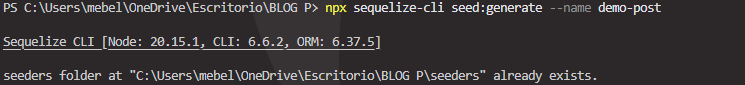 PS C:\Users\mebel\OneDrive\Escritorio\BLOG P> npx sequelize-cli seed:generate --name demo-post
Sequelize CLI [Node: 20.15.1, CLI: 6.6.2, ORM: 6.37.5]
seeders folder at "C:\Users\mebel\OneDrive\Escritorio\BLOG P\seeders" already exists.